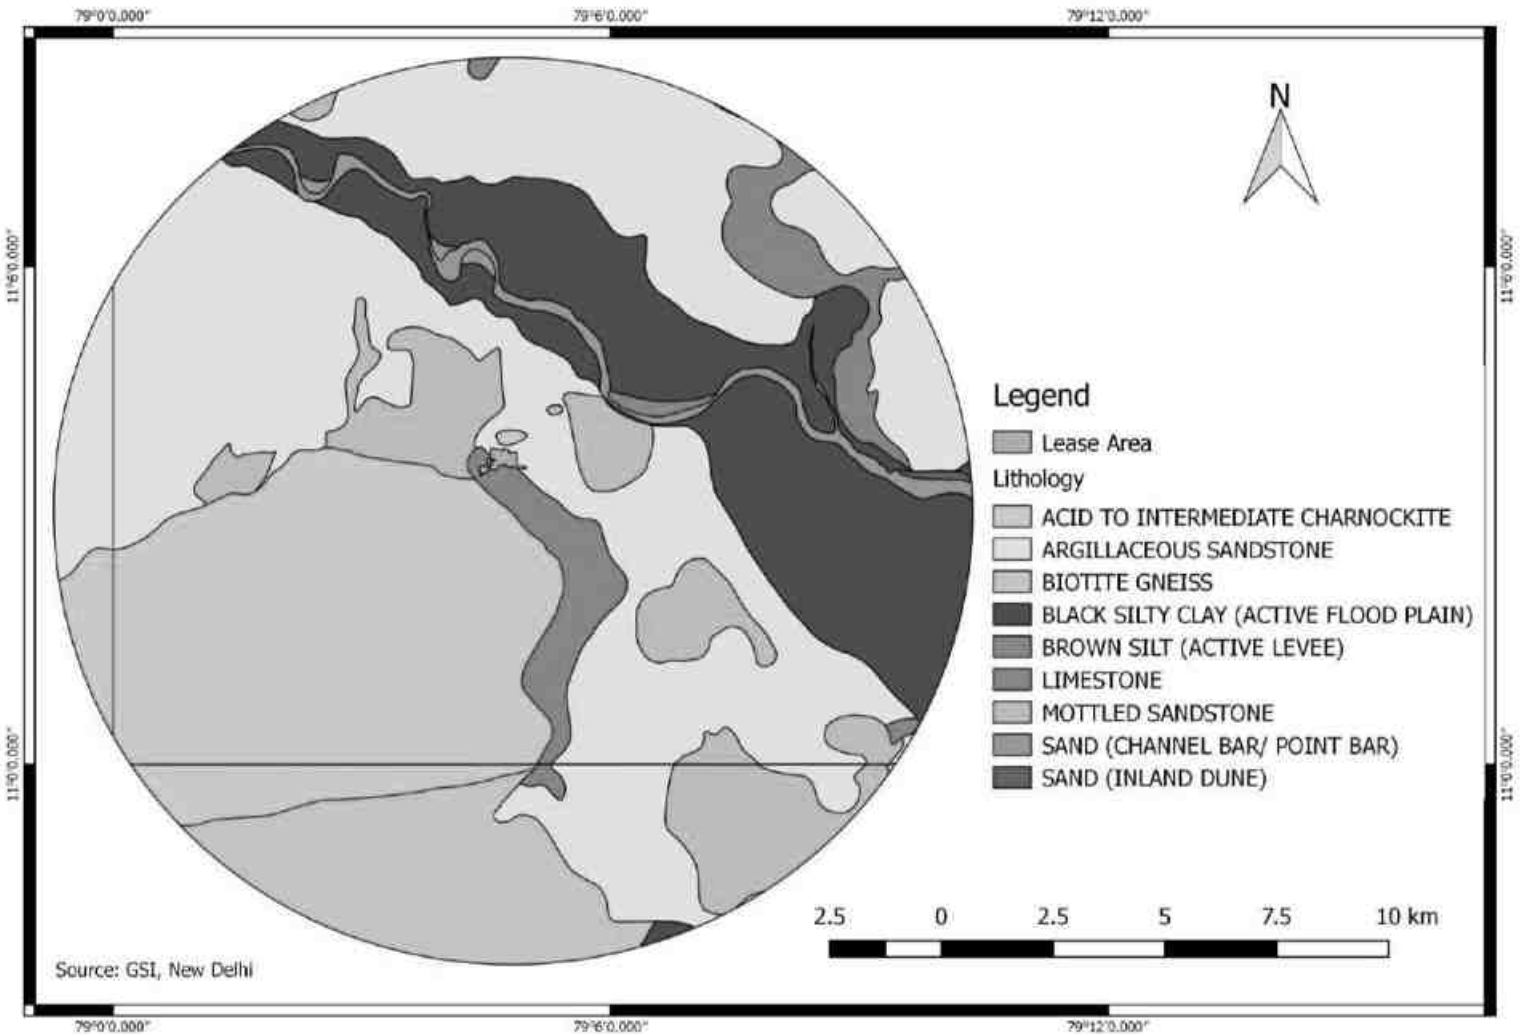 79°0'0.000"
79°6'0.000"
79°12'0.000"
N
11°6'0.000"
11°6'0.000"
Legend
Lease Area
Lithology
ACID TO INTERMEDIATE CHARNOCKITE
ARGILLACEOUS SANDSTONE
BIOTITE GNEISS
BLACK SILTY CLAY (ACTIVE FLOOD PLAIN)
BROWN SILT (ACTIVE LEVEE)
LIMESTONE
MOTTLED SANDSTONE
SAND (CHANNEL BAR/ POINT BAR)
SAND (INLAND DUNE)
11°0'0.000"
11°0'0.000"
2.5 0 2.5 5 7.5 10 km
Source: GSI, New Delhi
79°0'0.000"
79°6'0.000"
79°12'0.000"